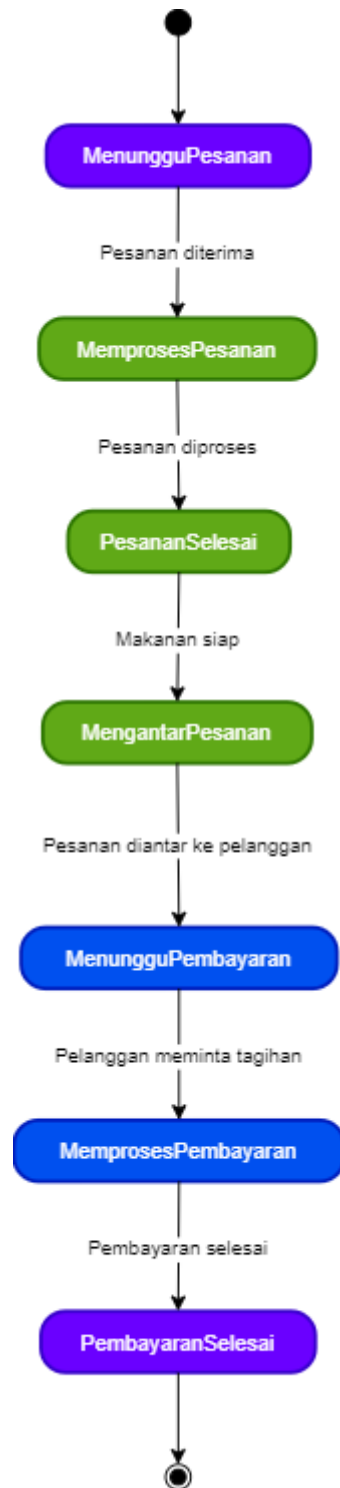 MenungguPesanan
Pesanan diterima
MemprosesPesanan
Pesanan diproses
PesananSelesai
Makanan siap
MengantarPesanan
Pesanan diantar ke pelanggan
MenungguPembayaran
Pelanggan meminta tagihan
MemprosesPembayaran
Pembayaran selesai
PembayaranSelesai